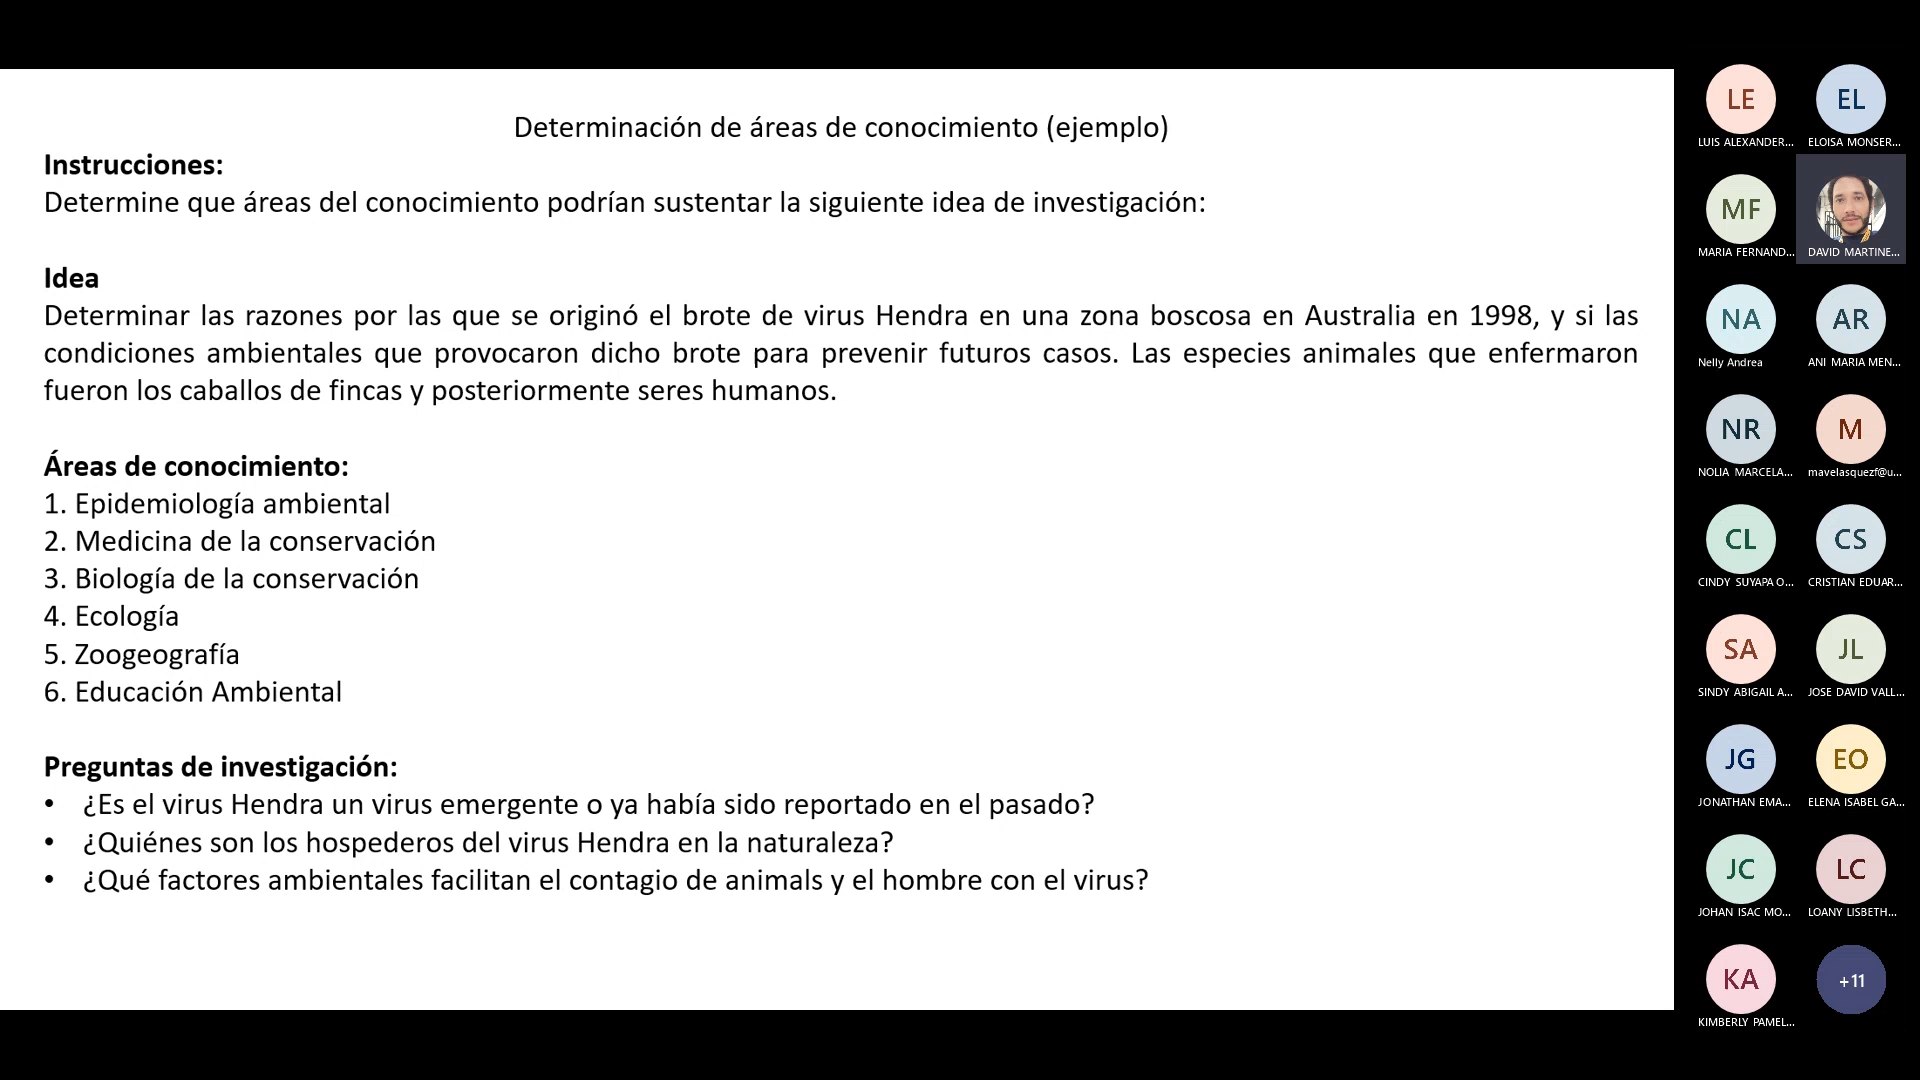 Determinación de áreas de conocimiento (ejemplo)
Instrucciones:
Determine que áreas del conocimiento podrían sustentar la siguiente idea de investigación:
Idea
Determinar las razones por las que se originó el brote de virus Hendra en una zona boscosa en Australia en 1998, y si las
condiciones ambientales que provocaron dicho brote para prevenir futuros casos. Las especies animales que enfermaron
fueron los caballos de fincas y posteriormente seres humanos.
Áreas de conocimiento:
1. Epidemiología ambiental
2. Medicina de la conservación
3. Biología de la conservación
4. Ecología
5. Zoogeografía
6. Educación Ambiental
Preguntas de investigación:
• ¿Es el virus Hendra un virus emergente o ya había sido reportado en el pasado?
• ¿Quiénes son los hospederos del virus Hendra en la naturaleza?
• ¿Qué factores ambientales facilitan el contagio de animals y el hombre con el virus?
LE EL
LUIS ALEXANDER... ELOISA MONSER...
MF
MARIA FERNAND... DAVID MARTINE...
NA AR
Nelly Andrea ANI MARIA MEN...
NR M
NOLIA MARCELA... mavelasquezf@u...
CL CS
CINDY SUYAPA O... CRISTIAN EDUAR...
SA JL
SINDY ABIGAIL A... JOSE DAVID VALL...
JG EO
JONATHAN EMA... ELENA ISABEL GA...
JC LC
JOHAN ISAC MO... LOANY LISBETH...
KA +11
KIMBERLY PAMEL...